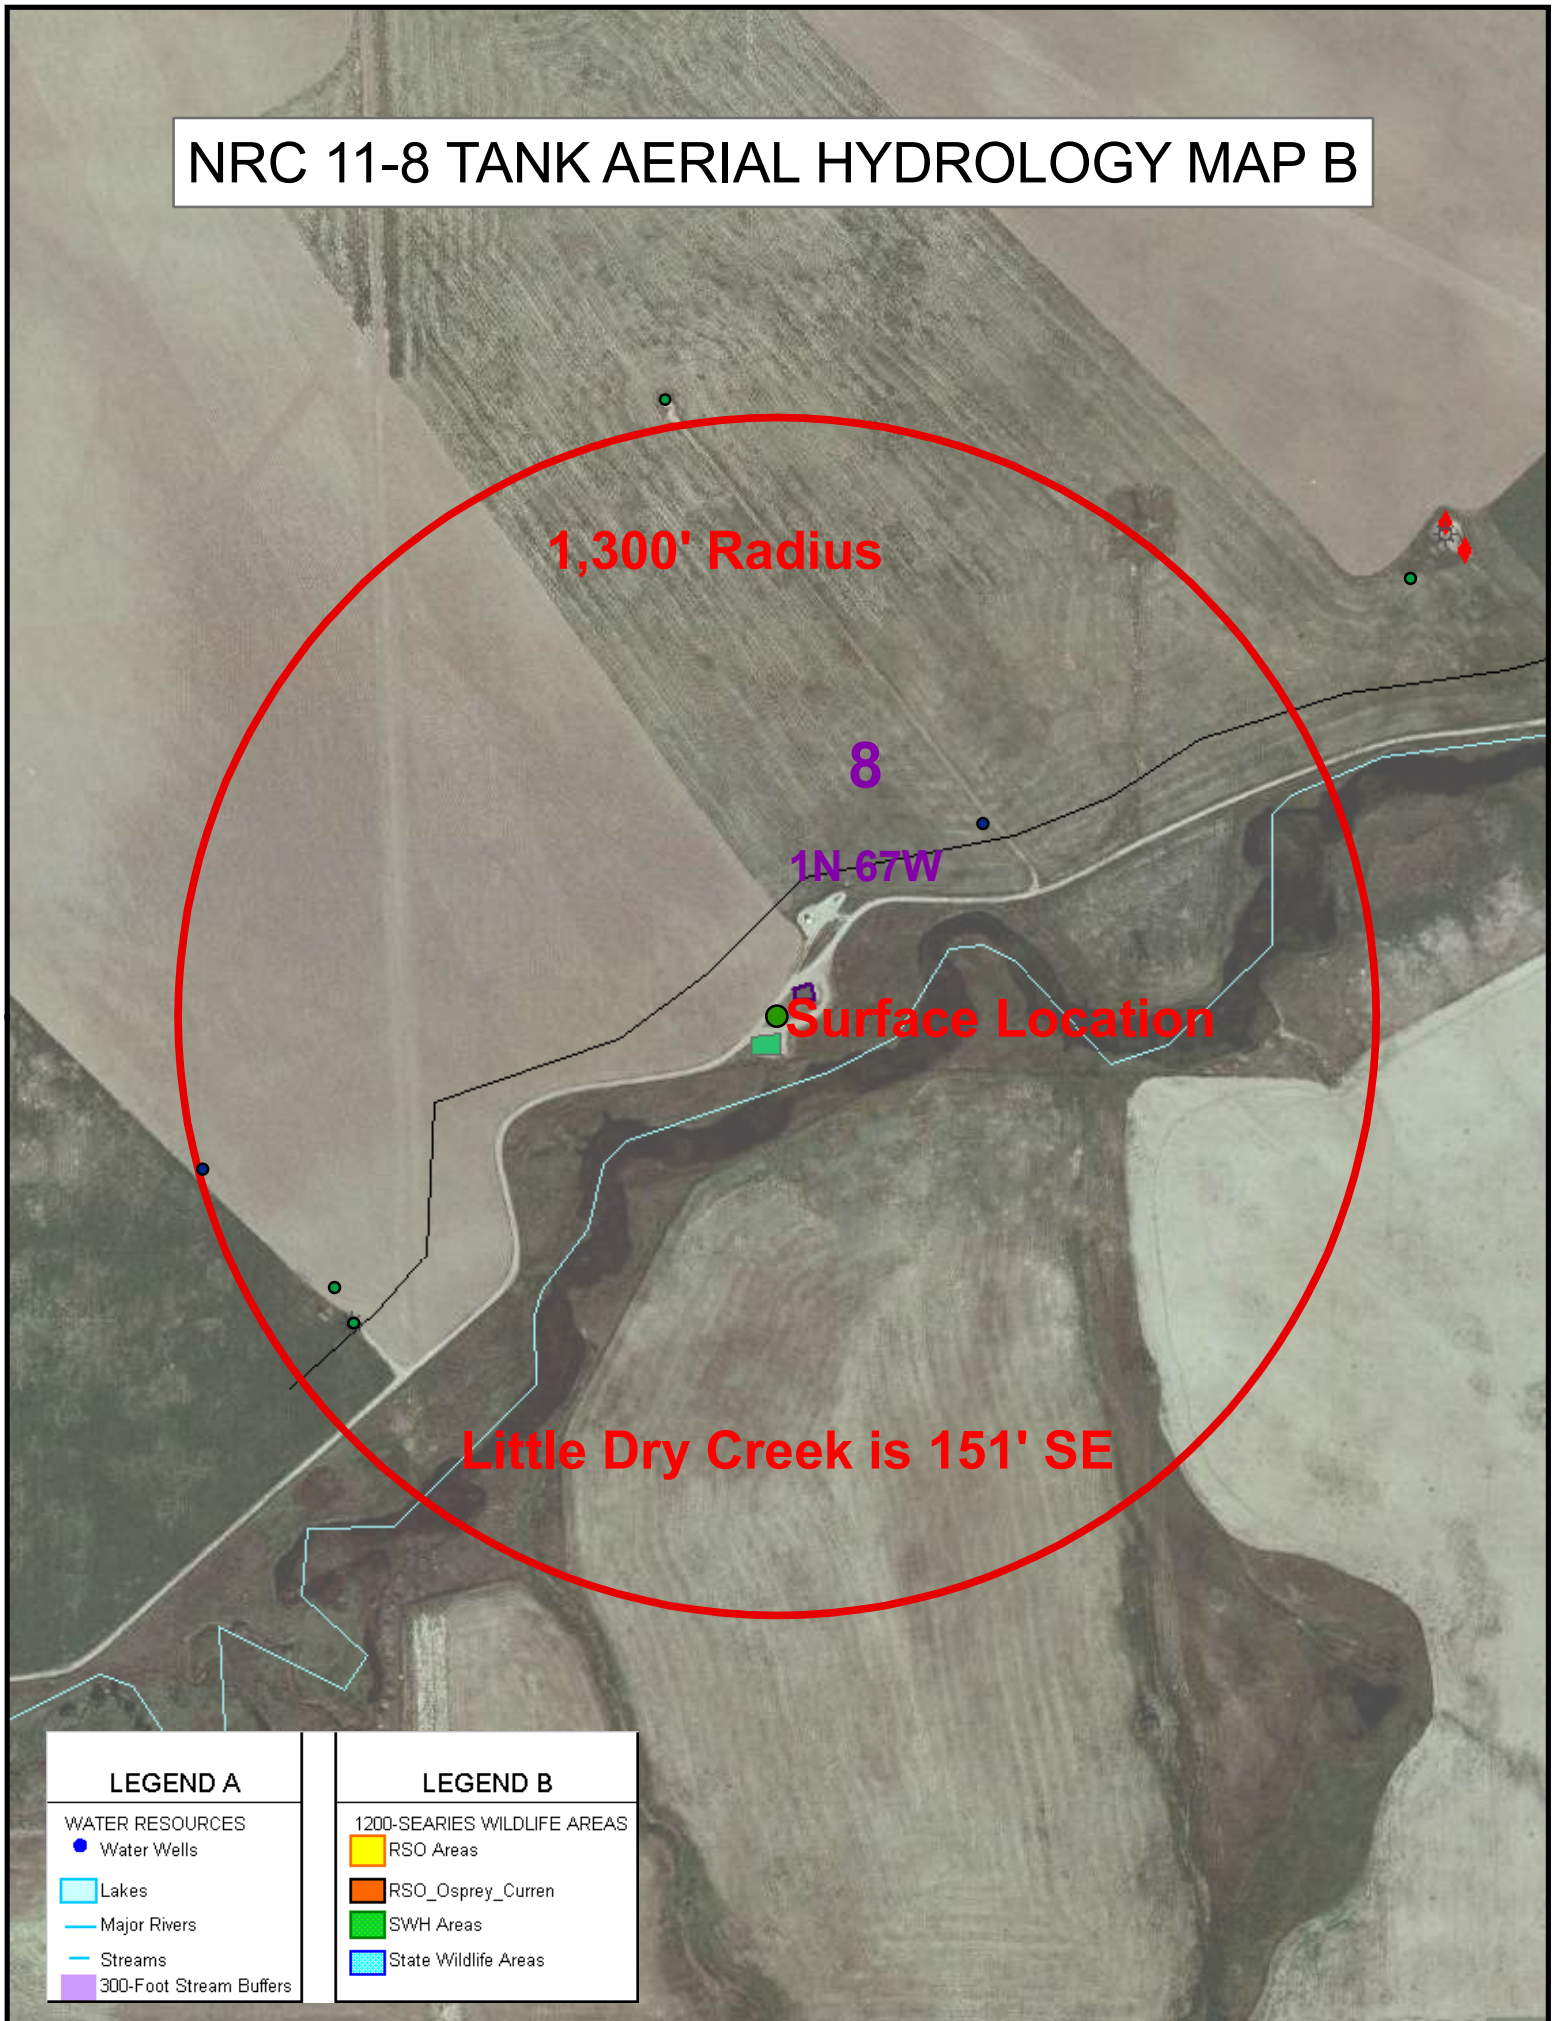 NRC 11-8 TANK AERIAL HYDROLOGY MAP B
1,300' Radius
8
1N 67W
Surface Location
Little Dry Creek is 151' SE
LEGEND A
WATER RESOURCES
Water Wells
Lakes
Major Rivers
Streams
300-Foot Stream Buffers
LEGEND B
1200-SEARIES WILDLIFE AREAS
RSO Areas
RSO_Osprey_Curren
SWH Areas
State Wildlife Areas